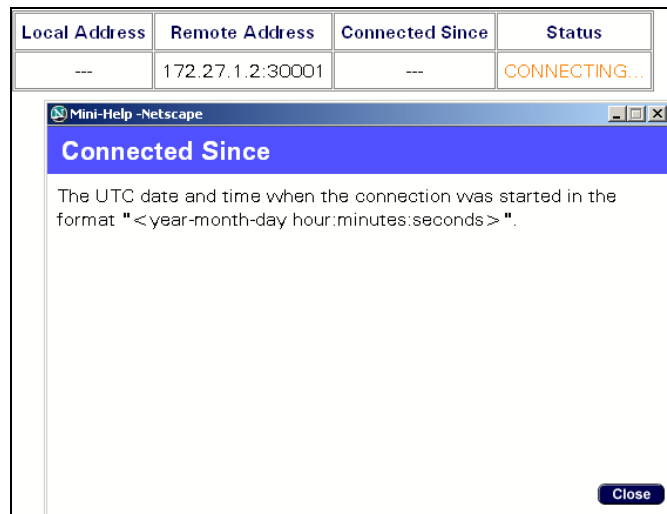 Local Address Remote Address Connected Since Status
--- 172.27.1.2:30001 --- CONNECTING...
Mini-Help -Netscape
Connected Since
The UTC date and time when the connection was started in the
format "<year-month-day hour:minutes:seconds>".
Close